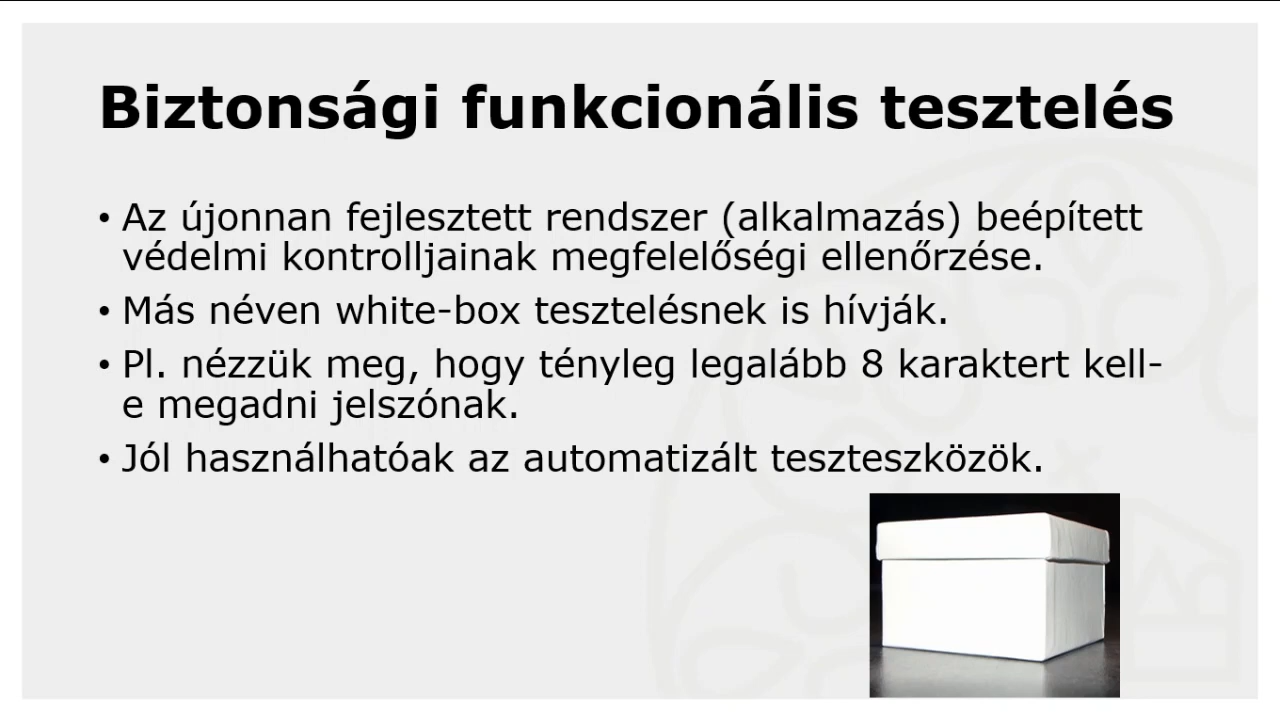 Biztonsági funkcionális tesztelés
• Az újonnan fejlesztett rendszer (alkalmazás) beépített
védelmi kontrolljainak megfelelőségi ellenőrzése.
• Más néven white-box tesztelésnek is hívják.
• Pl. nézzük meg, hogy tényleg legalább 8 karaktert kell-
e megadni jelszónak.
• Jól használhatóak az automatizált teszteszközök.